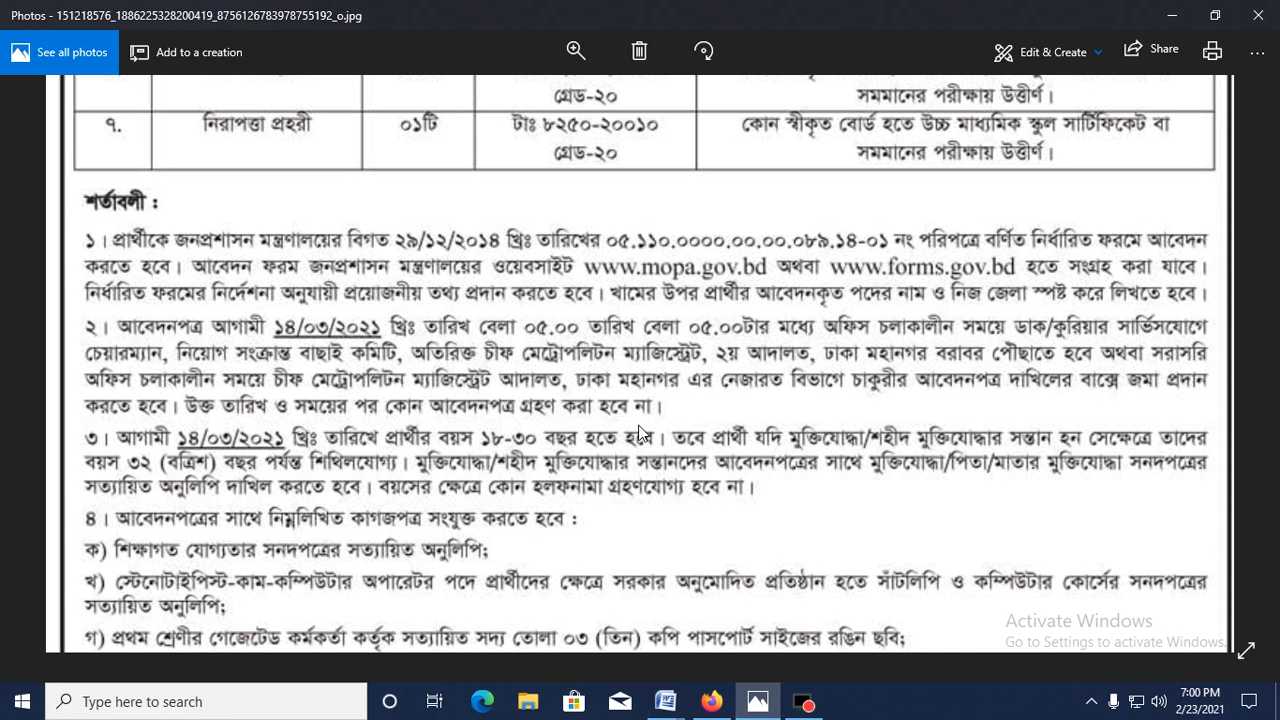 Photos - 151218576_1886225328200419_8756126783978755192_o.jpg
See all photos
Add to a creation
Edit & Create
Share
গ্রেড-২০
সমমানের পরীক্ষায় উত্তীর্ণ।
৭.
নিরাপত্তা প্রহরী
০১টি
টাঃ ৮২৫০-২০০১০
গ্রেড-২০
কোন স্বীকৃত বোর্ড হতে উচ্চ মাধ্যমিক স্কুল সার্টিফিকেট বা
সমমানের পরীক্ষায় উত্তীর্ণ।
শর্তাবলী :
১। প্রার্থীকে জনপ্রশাসন মন্ত্রণালয়ের বিগত ২৯/১২/২০১৪ খ্রিঃ তারিখের ০৫.১১০.০০০০.০০.০০.০৮৯.১৪-০১ নং পরিপত্রে বর্ণিত নির্ধারিত ফরমে আবেদন
করতে হবে। আবেদন ফরম জনপ্রশাসন মন্ত্রণালয়ের ওয়েবসাইট www.mopa.gov.bd অথবা www.forms.gov.bd হতে সংগ্রহ করা যাবে।
নির্ধারিত ফরমের নির্দেশনা অনুযায়ী প্রয়োজনীয় তথ্য প্রদান করতে হবে। খামের উপর প্রার্থীর আবেদনকৃত পদের নাম ও নিজ জেলা স্পষ্ট করে লিখতে হবে।
২। আবেদনপত্র আগামী ১৪/০৩/২০২১ খ্রিঃ তারিখ বেলা ০৫.০০ তারিখ বেলা ০৫.০০টার মধ্যে অফিস চলাকালীন সময়ে ডাক/কুরিয়ার সার্ভিসযোগে
চেয়ারম্যান, নিয়োগ সংক্রান্ত বাছাই কমিটি, অতিরিক্ত চীফ মেট্রোপলিটন ম্যাজিস্ট্রেট, ২য় আদালত, ঢাকা মহানগর বরাবর পৌঁছাতে হবে অথবা সরাসরি
অফিস চলাকালীন সময়ে চীফ মেট্রোপলিটন ম্যাজিস্ট্রেট আদালত, ঢাকা মহানগর এর নেজারত বিভাগে চাকুরীর আবেদনপত্র দাখিলের বাক্সে জমা প্রদান
করতে হবে। উক্ত তারিখ ও সময়ের পর কোন আবেদনপত্র গ্রহণ করা হবে না।
৩। আগামী ১৪/০৩/২০২১ খ্রিঃ তারিখে প্রার্থীর বয়স ১৮-৩০ বছর হতে হবে। তবে প্রার্থী যদি মুক্তিযোদ্ধা/শহীদ মুক্তিযোদ্ধার সন্তান হন সেক্ষেত্রে তাদের
বয়স ৩২ (বত্রিশ) বছর পর্যন্ত শিথিলযোগ্য। মুক্তিযোদ্ধা/শহীদ মুক্তিযোদ্ধার সন্তানদের আবেদনপত্রের সাথে মুক্তিযোদ্ধা/পিতা/মাতার মুক্তিযোদ্ধা সনদপত্রের
সত্যায়িত অনুলিপি দাখিল করতে হবে। বয়সের ক্ষেত্রে কোন হলফনামা গ্রহণযোগ্য হবে না।
৪। আবেদনপত্রের সাথে নিম্নলিখিত কাগজপত্র সংযুক্ত করতে হবে :
ক) শিক্ষাগত যোগ্যতার সনদপত্রের সত্যায়িত অনুলিপি;
খ) স্টেনোটাইপিস্ট-কাম-কম্পিউটার অপারেটর পদে প্রার্থীদের ক্ষেত্রে সরকার অনুমোদিত প্রতিষ্ঠান হতে সাঁটলিপি ও কম্পিউটার কোর্সের সনদপত্রের
সত্যায়িত অনুলিপি;
গ) প্রথম শ্রেণীর গেজেটেড কর্মকর্তা কর্তৃক সত্যায়িত সদ্য তোলা ০৩ (তিন) কপি পাসপোর্ট সাইজের রঙিন ছবি;
Activate Windows
Go to Settings to activate Windows.
Type here to search
7:00 PM
2/23/2021